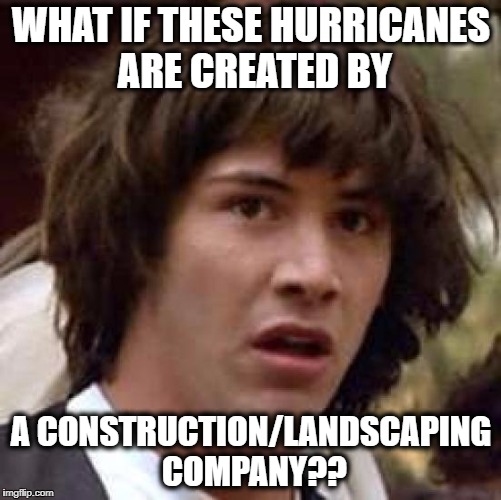 WHAT IF THESE HURRICANES
ARE CREATED BY
A CONSTRUCTION/LANDSCAPING
COMPANY??
imgflip.com